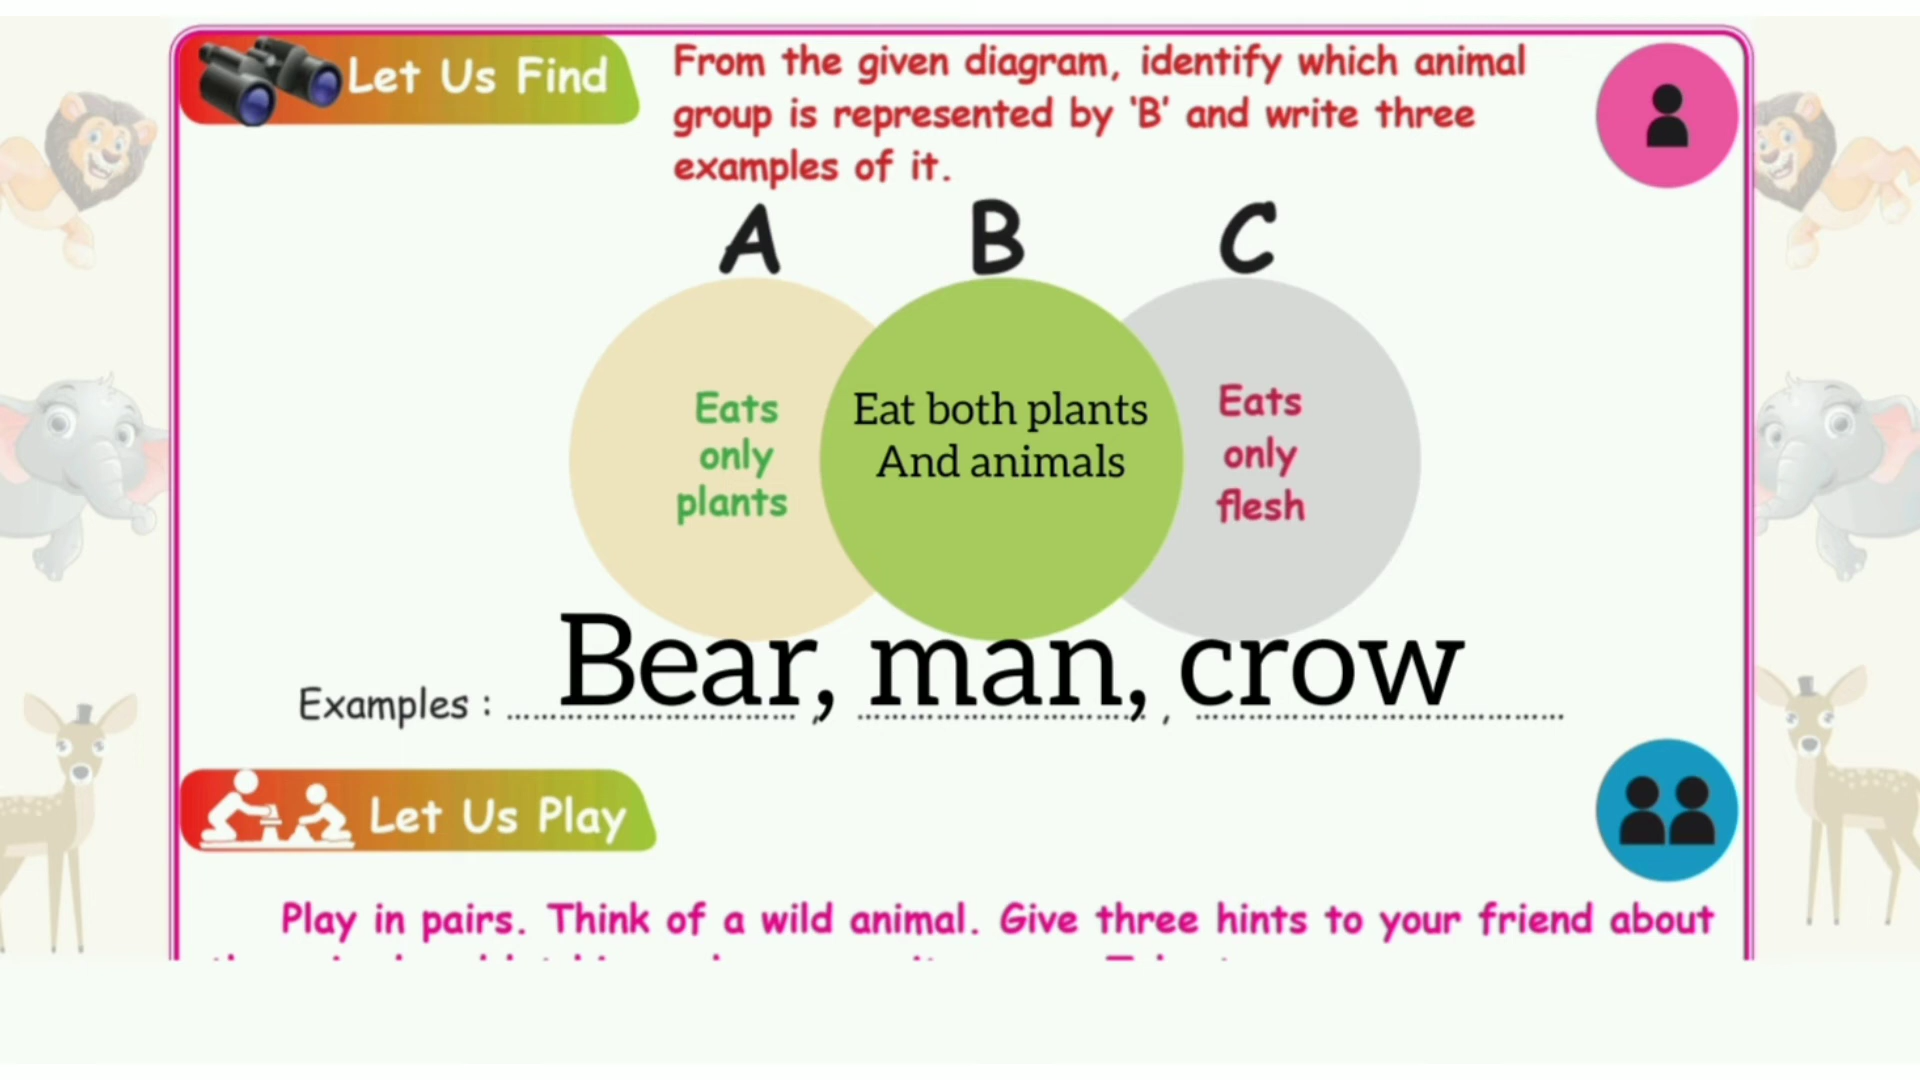 Let Us Find
From the given diagram, identify which animal
group is represented by ‘B’ and write three
examples of it.
A B C
Eats
only
plants
Eat both plants
And animals
Eats
only
flesh
Examples : Bear, man, crow
Let Us Play
Play in pairs. Think of a wild animal. Give three hints to your friend about